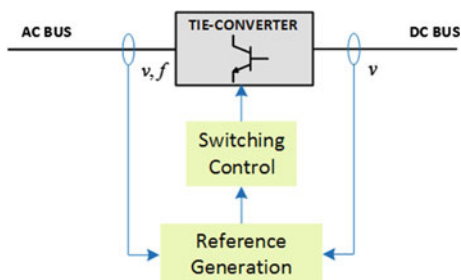 AC BUS
TIE-CONVERTER
DC BUS
v, f
v
Switching
Control
Reference
Generation